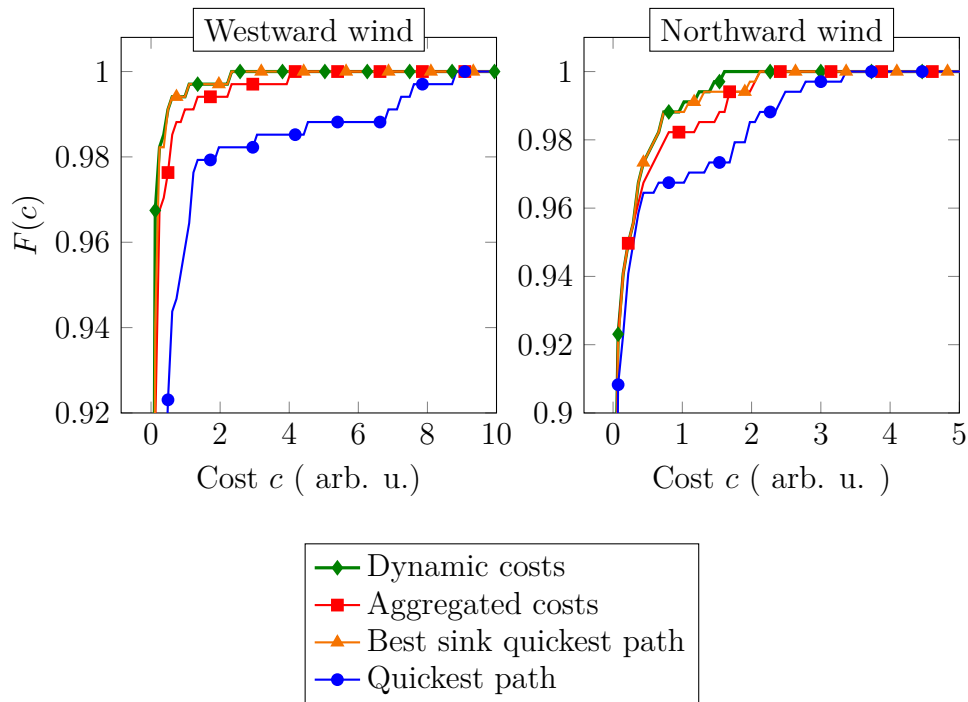 Westward wind
Northward wind
1
0.98
0.96
0.94
0.92
F(c)
0 2 4 6 8 10
Cost c ( arb. u.)
1
0.98
0.96
0.94
0.92
0.9
0 1 2 3 4 5
Cost c ( arb. u. )
Dynamic costs
Aggregated costs
Best sink quickest path
Quickest path